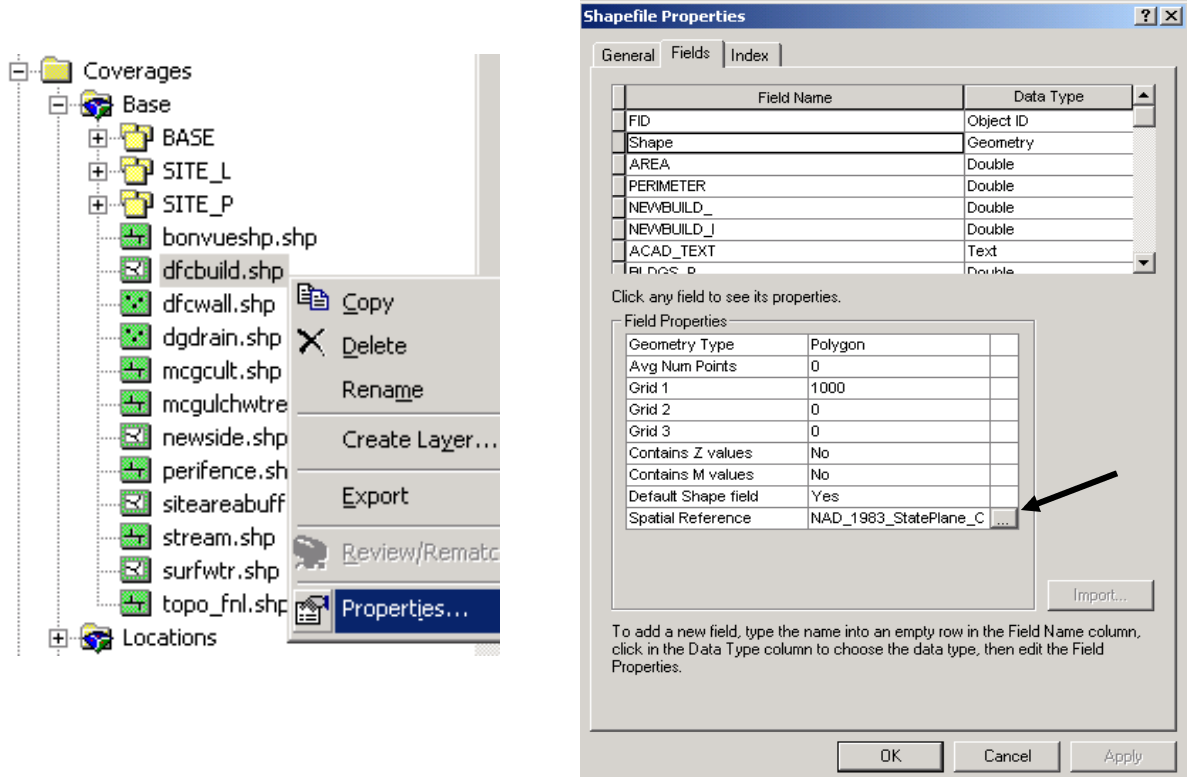 Coverages
Base
BASE
SITE_L
SITE_P
bonvueshp.shp
dfcbuild.shp
dfcwall.shp
dgdrain.shp
mcgcult.shp
mcgulchwtre
newside.shp
perifence.sh
siteareabuff
stream.shp
surfwtr.shp
topo_fnl.shp
Locations
Copy
Delete
Rename
Create Layer...
Export
Review/Rematc
Properties...
Shapefile Properties
General Fields Index
Field Name Data Type
FID Object ID
Shape Geometry
AREA Double
PERIMETER Double
NEWBUILD_ Double
NEWBUILD_I Double
ACAD_TEXT Text
BLDGS_P Double
Click any field to see its properties.
Field Properties
Geometry Type Polygon
Avg Num Points 0
Grid 1 1000
Grid 2 0
Grid 3 0
Contains Z values No
Contains M values No
Default Shape field Yes
Spatial Reference NAD_1983_StatePlane_C ...
Import...
To add a new field, type the name into an empty row in the Field Name column,
click in the Data Type column to choose the data type, then edit the Field
Properties.
OK Cancel Apply